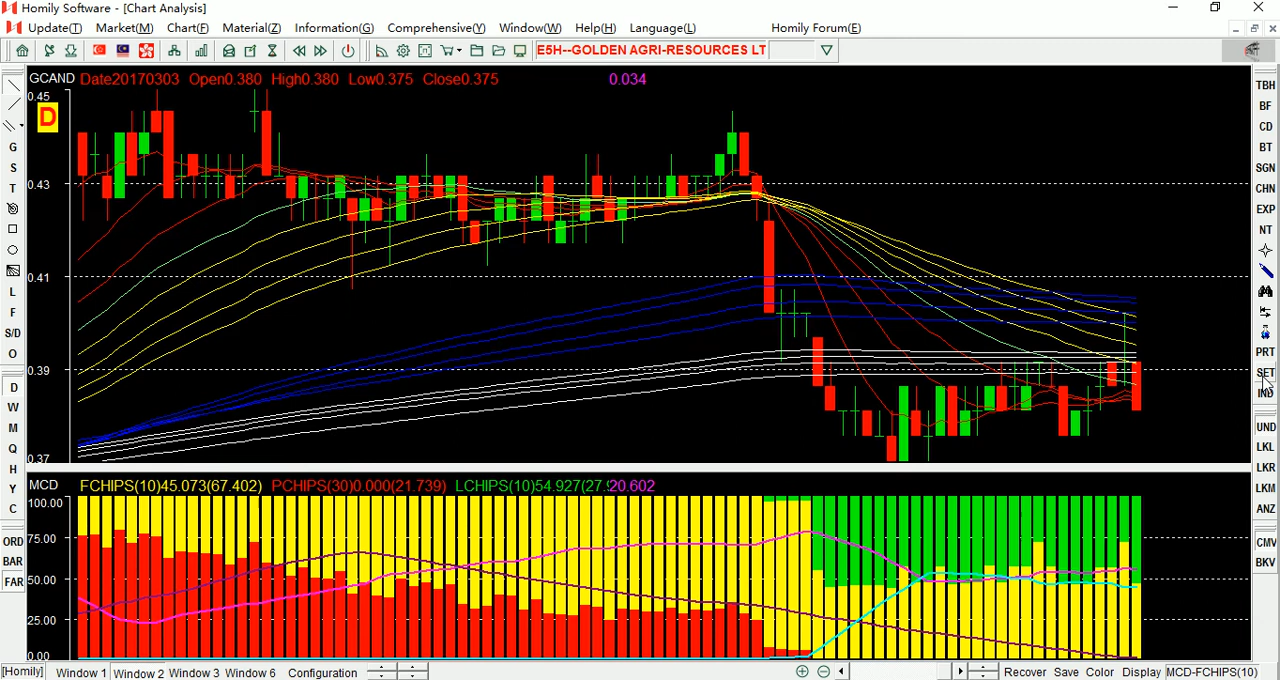 Homily Software - [Chart Analysis]
Update(T) Market(M) Chart(F) Material(Z) Information(G) Comprehensive(Y) Window(W) Help(H) Language(L) Homily Forum(E)
E5H--GOLDEN AGRI-RESOURCES LT
GCAND Date20170303 Open0.380 High0.380 Low0.375 Close0.375 0.034
0.45
D
0.43
0.41
0.39
0.37
MCD FCHIPS(10)45.073(67.402) PCHIPS(30)0.000(21.739) LCHIPS(10)54.927(27.9 20.602
100.00
75.00
50.00
25.00
0.00
G
S
T
L
F
S/D
O
D
W
M
Q
H
Y
C
ORD
BAR
FAR
TBH
BF
CD
BT
SGN
CHN
EXP
NT
PRT
SET
IND
UND
LKL
LKR
LKM
ANZ
CMV
BKV
[Homily] Window 1 Window 2 Window 3 Window 6 Configuration Recover Save Color Display MCD-FCHIPS(10)